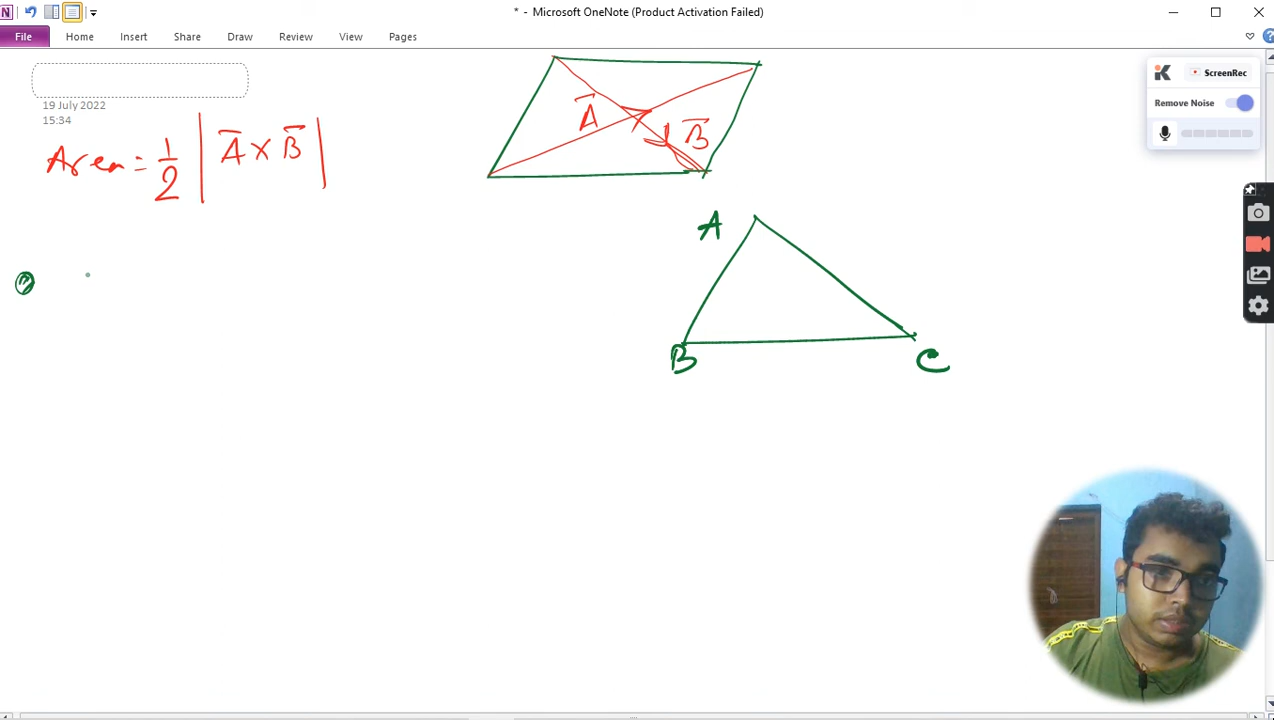 * - Microsoft OneNote (Product Activation Failed)
File Home Insert Share Draw Review View Pages
19 July 2022
15:34
ScreenRec
Remove Noise
Area = 1/2 | A̅ × B̅ |
A̅
B̅
A
B
C